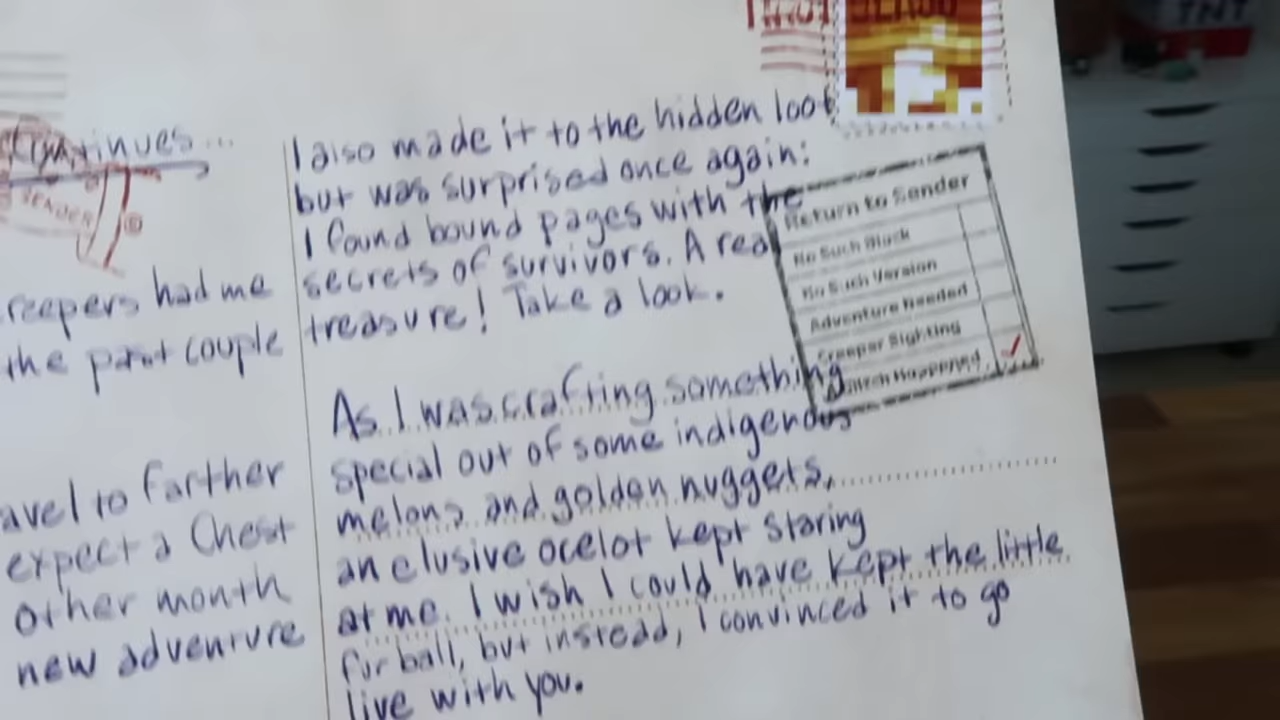 continues...
reepers had me
the past couple
avel to farther
expect a Chest
other month
new adventure
I also made it to the hidden loot
but was surprised once again:
I found bound pages with the
secrets of survivors. A real
treasure! Take a look.
As I was crafting something
special out of some indigenous
melons and golden nuggets,
an elusive ocelot kept staring
at me. I wish I could have kept the little
fur ball, but instead, I convinced it to go
live with you.
Return to Sender
No Such Block
No Such Version
Adventure Needed
Creeper Sighting
Happened
SENDER
TNT